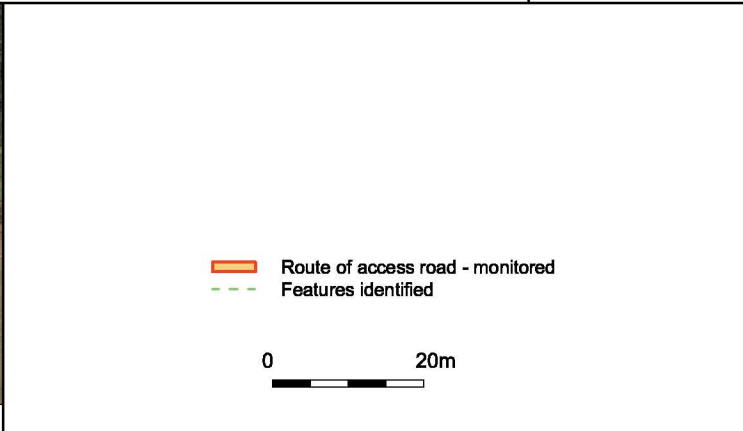 Route of access road - monitored
Features identified
0 20m